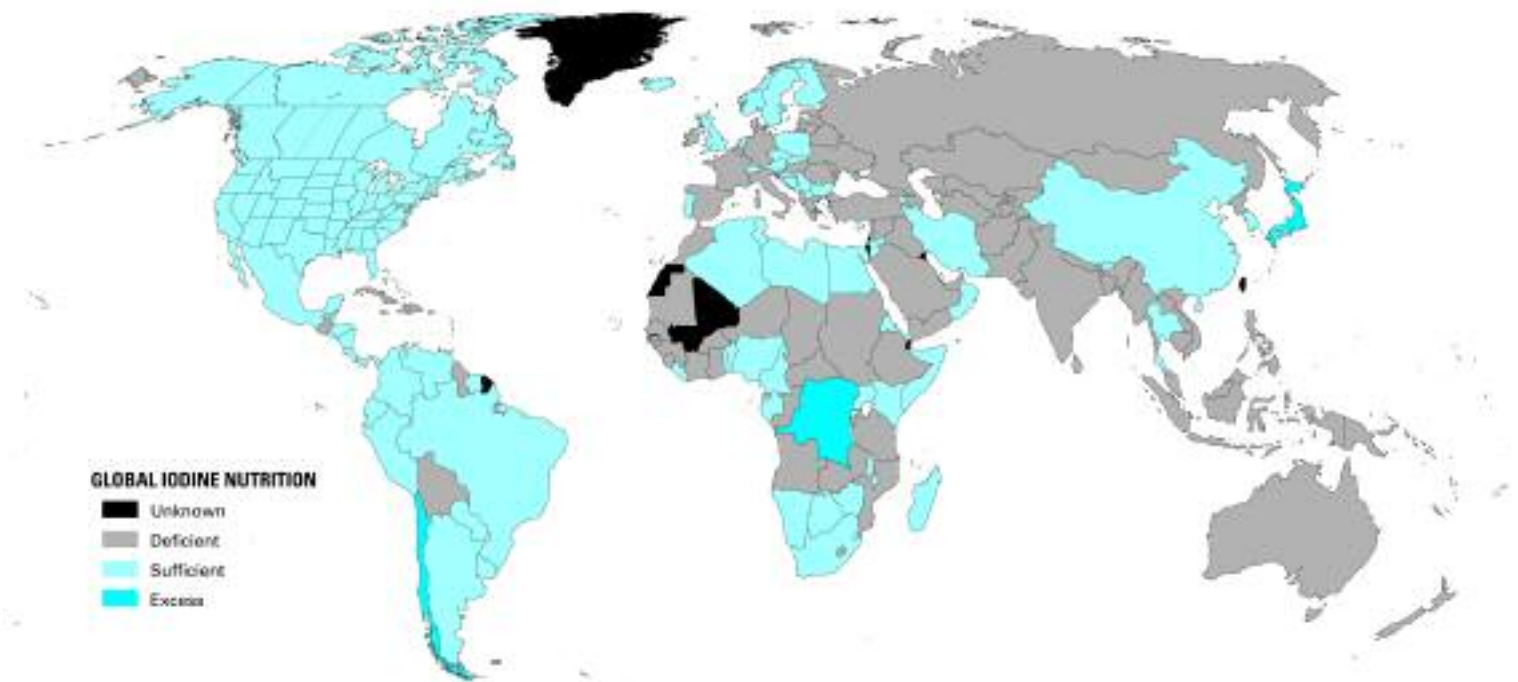 GLOBAL IODINE NUTRITION
Unknown
Deficient
Sufficient
Excess